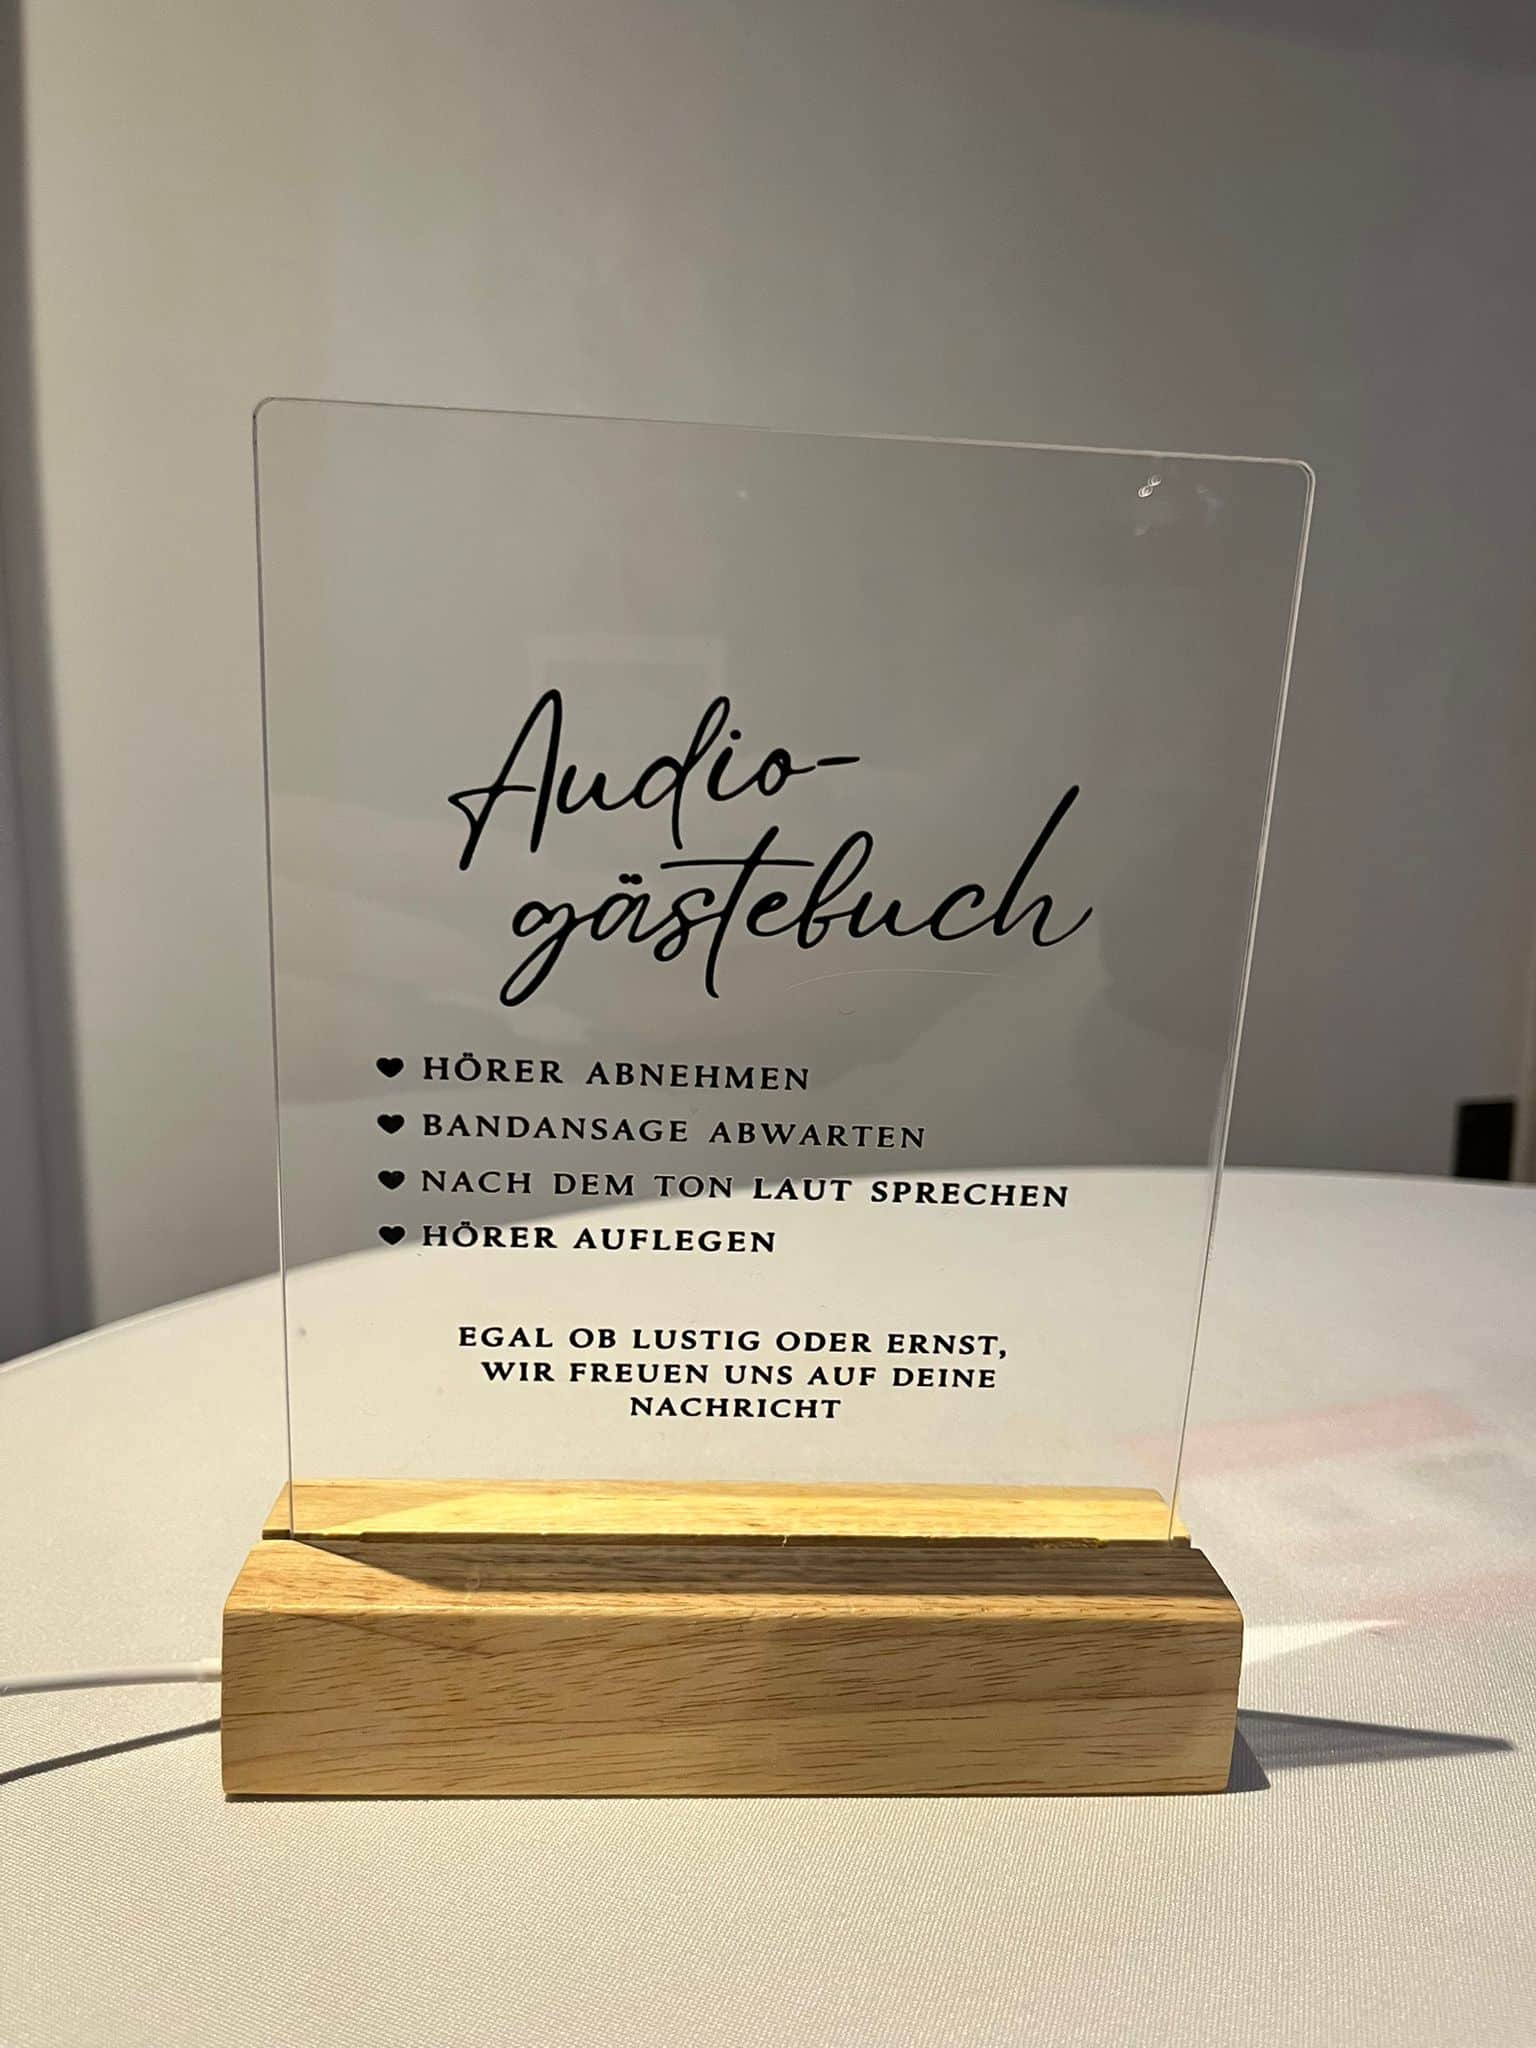 Audio-
gästebuch
♥ HÖRER ABNEHMEN
♥ BANDANSAGE ABWARTEN
♥ NACH DEM TON LAUT SPRECHEN
♥ HÖRER AUFLEGEN
EGAL OB LUSTIG ODER ERNST,
WIR FREUEN UNS AUF DEINE
NACHRICHT